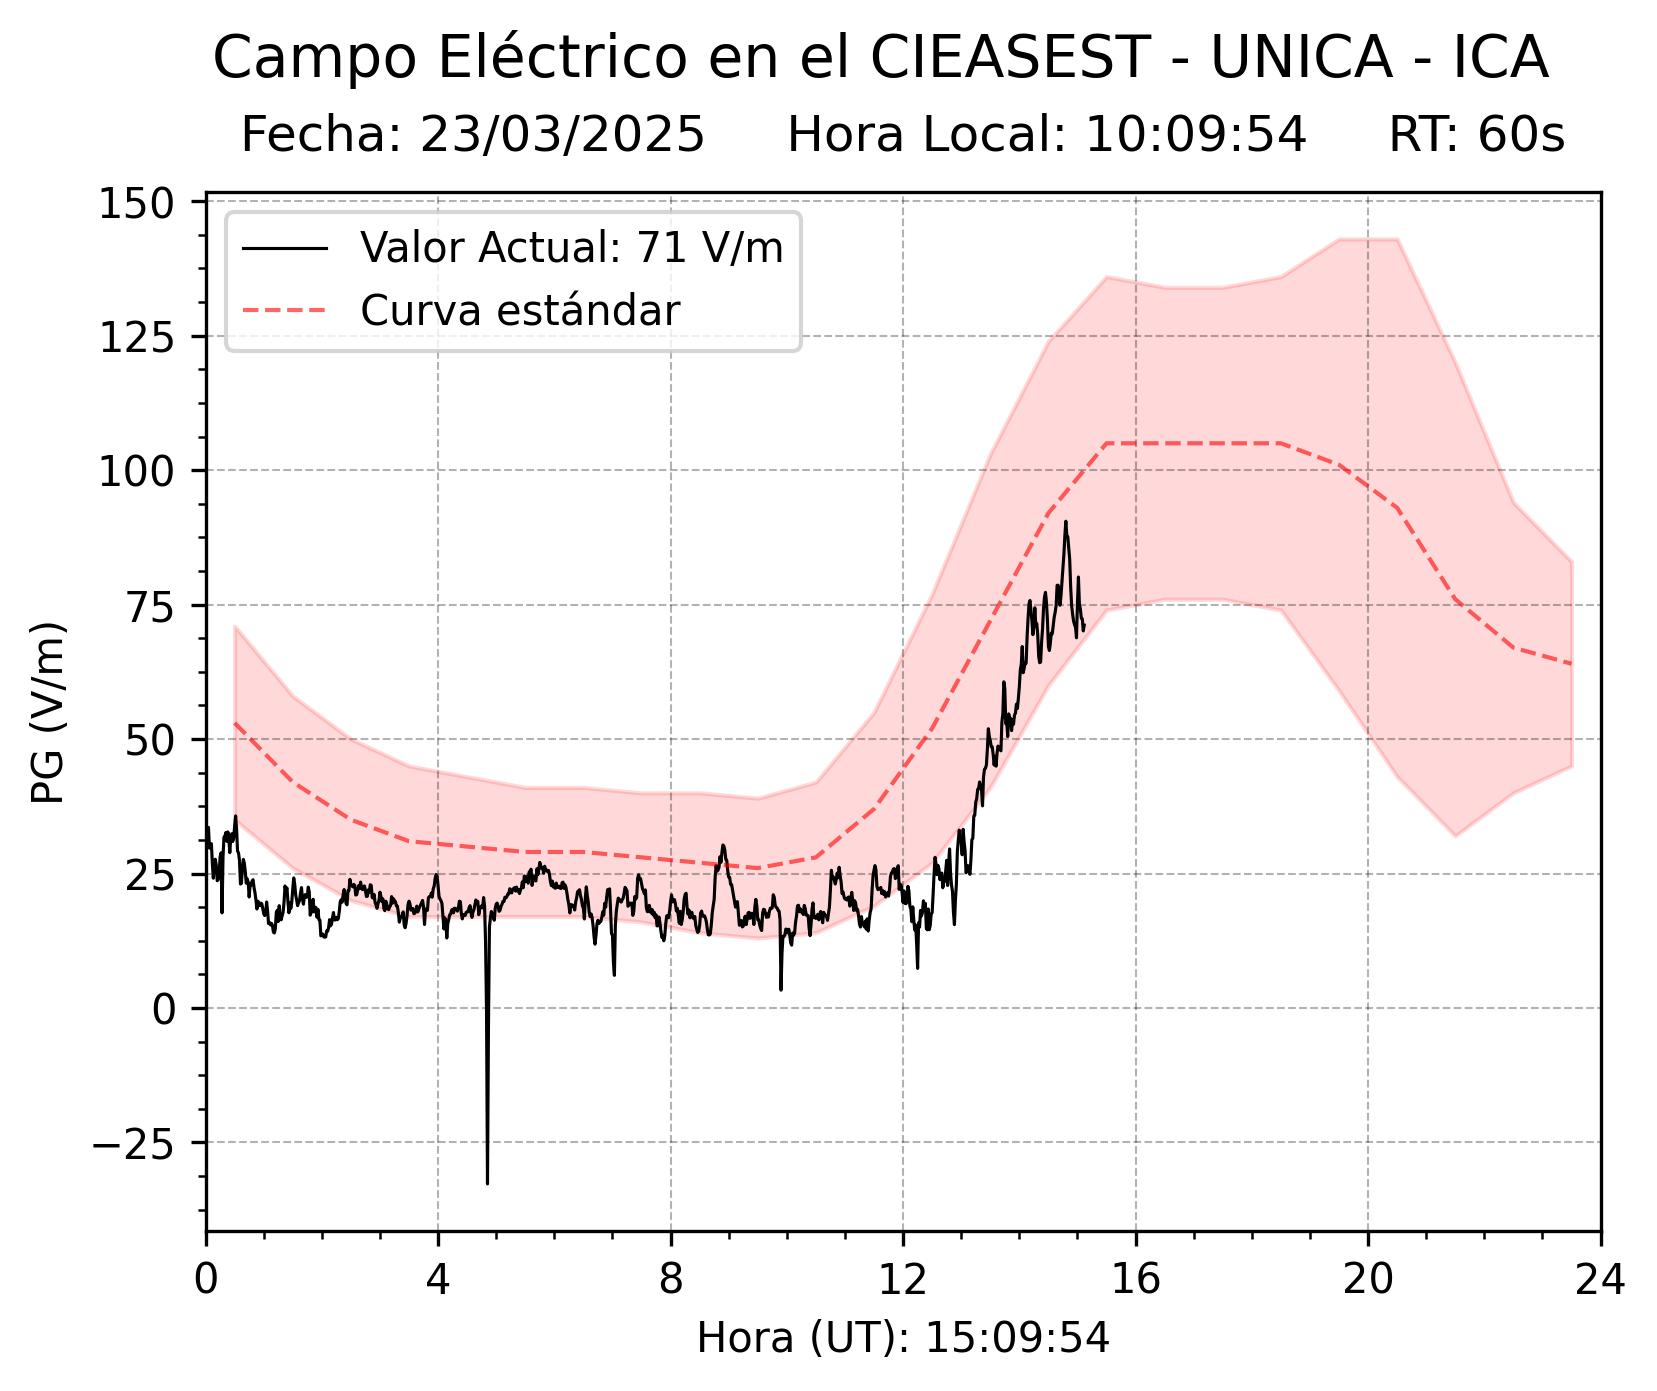 Campo Eléctrico en el CIEASEST - UNICA - ICA
Fecha: 23/03/2025 Hora Local: 10:09:54 RT: 60s
Valor Actual: 71 V/m
Curva estándar
PG (V/m)
150
125
100
75
50
25
0
−25
0 4 8 12 16 20 24
Hora (UT): 15:09:54